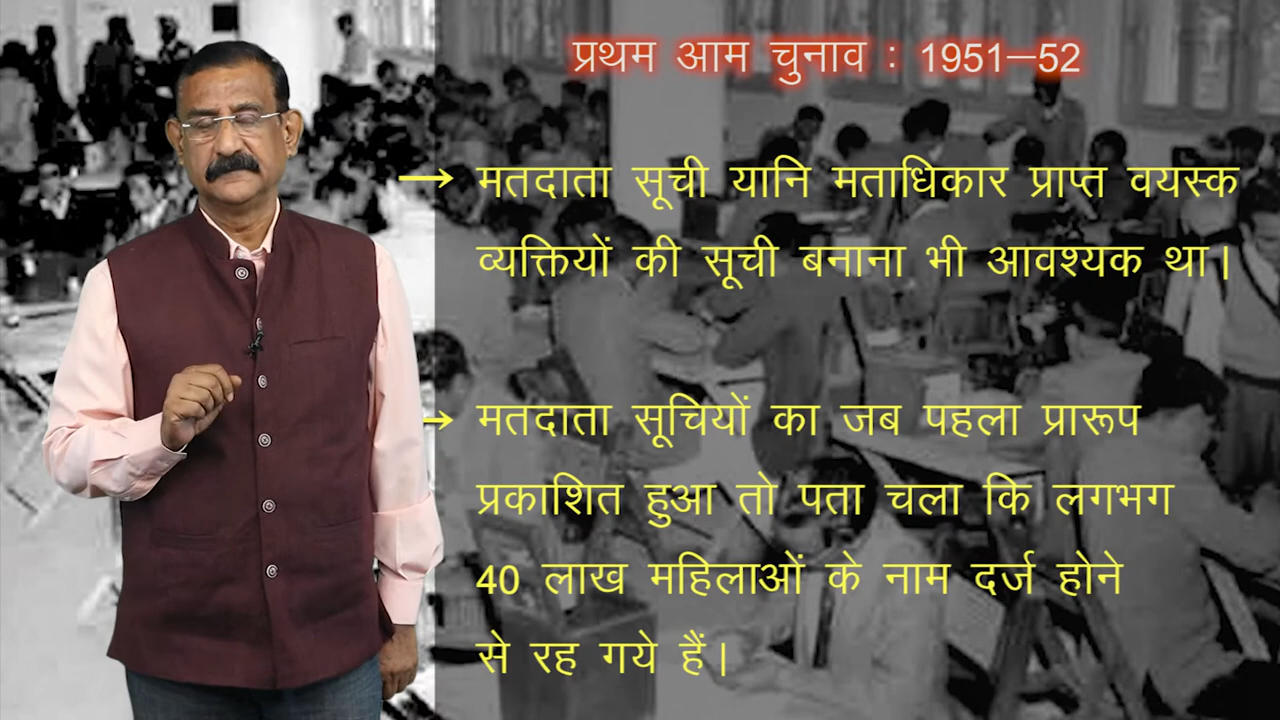 प्रथम आम चुनाव : 1951–52
→ मतदाता सूची यानि मताधिकार प्राप्त वयस्क
व्यक्तियों की सूची बनाना भी आवश्यक था।
→ मतदाता सूचियों का जब पहला प्रारूप
प्रकाशित हुआ तो पता चला कि लगभग
40 लाख महिलाओं के नाम दर्ज होने
से रह गये हैं।